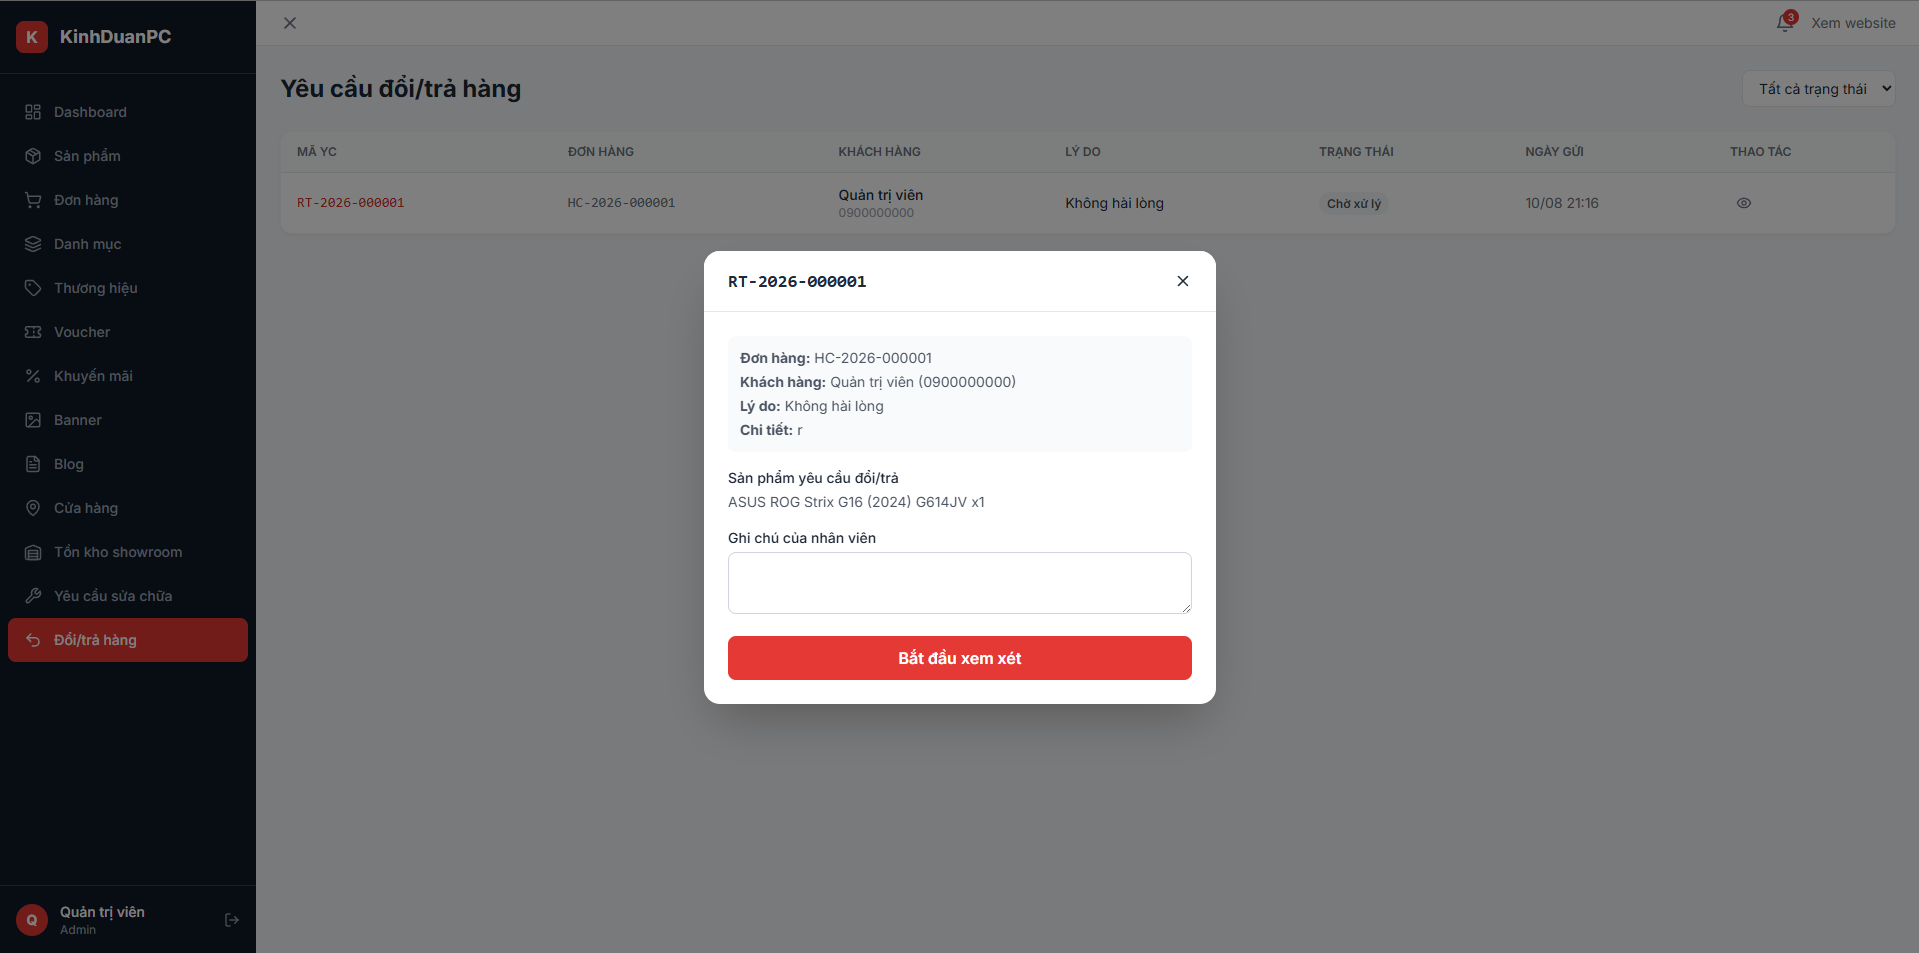 K KinhDuanPC
Dashboard
Sản phẩm
Đơn hàng
Danh mục
Thương hiệu
Voucher
Khuyến mãi
Banner
Blog
Cửa hàng
Tồn kho showroom
Yêu cầu sửa chữa
Đổi/trả hàng
Q Quản trị viên
Admin
3 Xem website
Yêu cầu đổi/trả hàng Tất cả trạng thái
MÃ YC ĐƠN HÀNG KHÁCH HÀNG LÝ DO TRẠNG THÁI NGÀY GỬI THAO TÁC
RT-2026-000001 HC-2026-000001 Quản trị viên Không hài lòng Chờ xử lý 10/08 21:16
0900000000
RT-2026-000001
Đơn hàng: HC-2026-000001
Khách hàng: Quản trị viên (0900000000)
Lý do: Không hài lòng
Chi tiết: r
Sản phẩm yêu cầu đổi/trả
ASUS ROG Strix G16 (2024) G614JV x1
Ghi chú của nhân viên
Bắt đầu xem xét